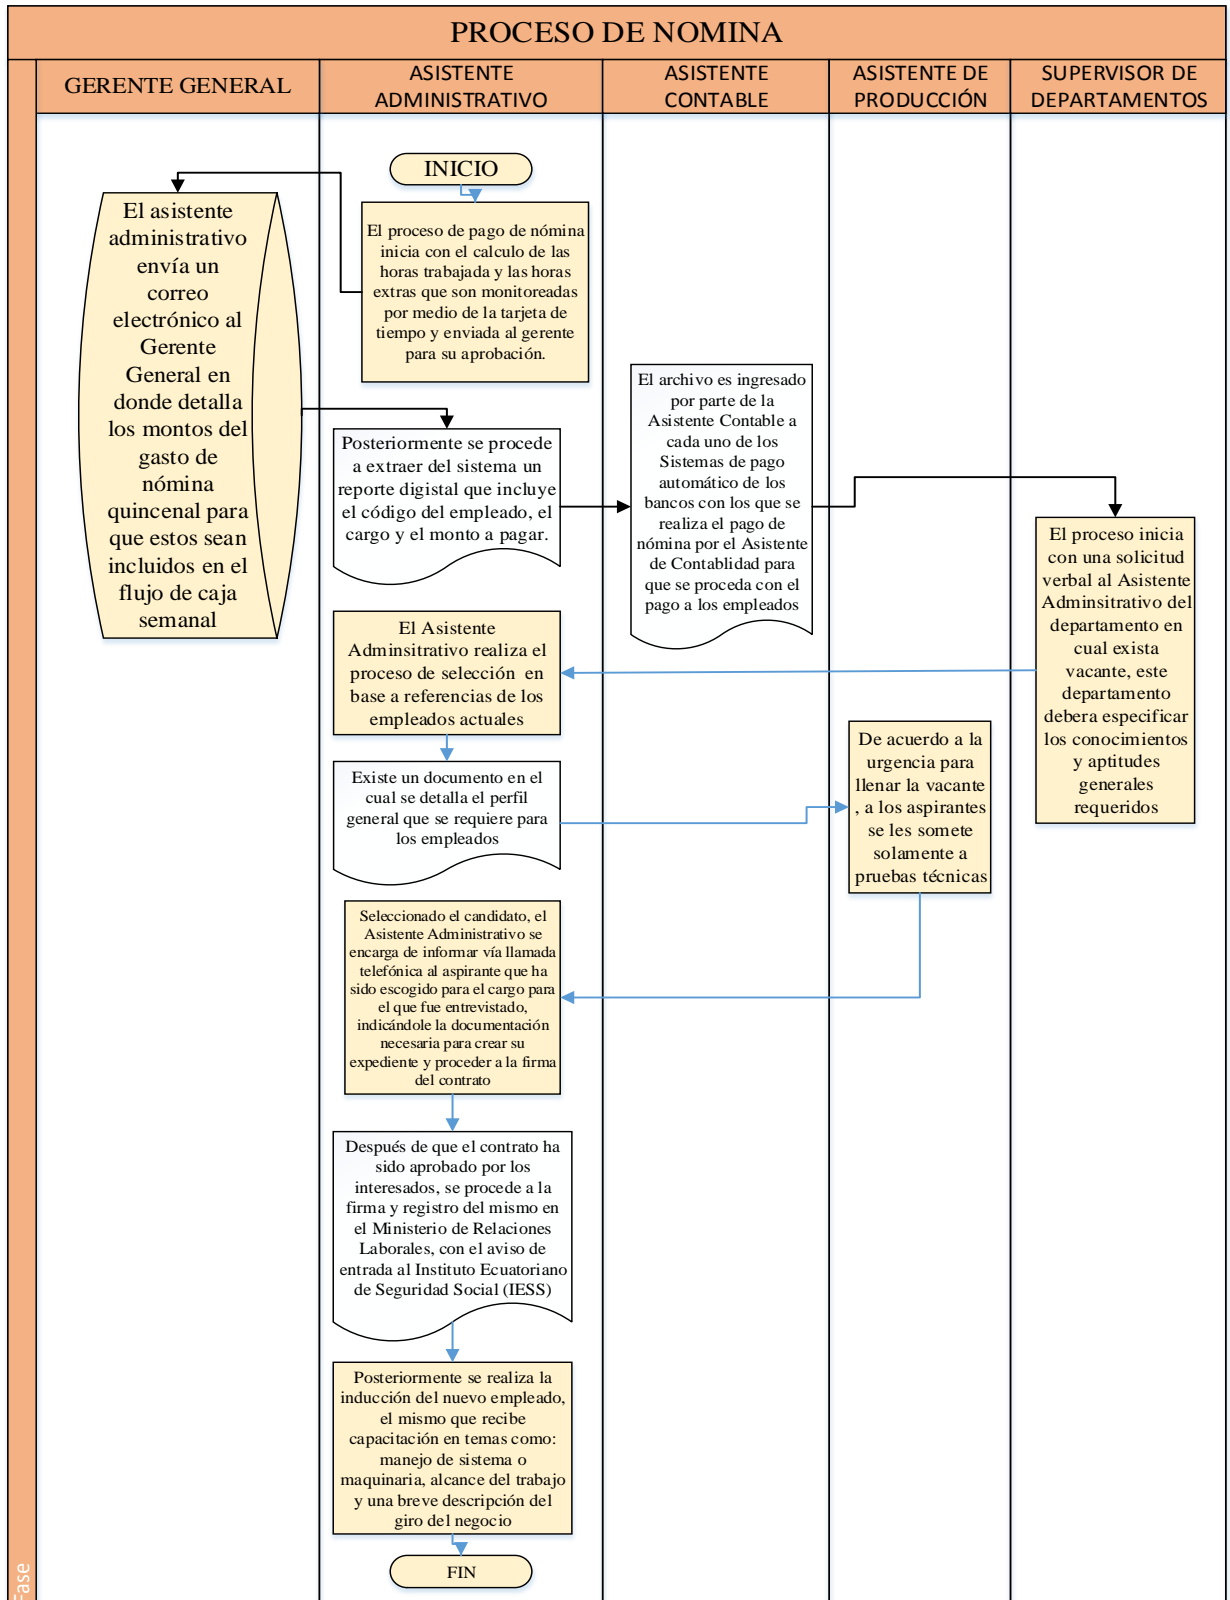 PROCESO DE NOMINA
GERENTE GENERAL
ASISTENTE
ADMINISTRATIVO
ASISTENTE
CONTABLE
ASISTENTE DE
PRODUCCIÓN
SUPERVISOR DE
DEPARTAMENTOS
INICIO
El proceso de pago de nómina
inicia con el calculo de las
horas trabajada y las horas
extras que son monitoreadas
por medio de la tarjeta de
tiempo y enviada al gerente
para su aprobación.
El asistente
administrativo
envía un
correo
electrónico al
Gerente
General en
donde detalla
los montos del
gasto de
nómina
quincenal para
que estos sean
incluidos en el
flujo de caja
semanal
Posteriormente se procede
a extraer del sistema un
reporte digistal que incluye
el código del empleado, el
cargo y el monto a pagar.
El archivo es ingresado
por parte de la
Asistente Contable a
cada uno de los
Sistemas de pago
automático de los
bancos con los que se
realiza el pago de
nómina por el Asistente
de Contablidad para
que se proceda con el
pago a los empleados
El proceso inicia
con una solicitud
verbal al Asistente
Adminsitrativo del
departamento en
cual exista
vacante, este
departamento
debera especificar
los conocimientos
y aptitudes
generales
requeridos
El Asistente
Adminsitrativo realiza el
proceso de selección en
base a referencias de los
empleados actuales
Existe un documento en el
cual se detalla el perfil
general que se requiere para
los empleados
De acuerdo a la
urgencia para
llenar la vacante
, a los aspirantes
se les somete
solamente a
pruebas técnicas
Seleccionado el candidato, el
Asistente Administrativo se
encarga de informar vía llamada
telefónica al aspirante que ha
sido escogido para el cargo para
el que fue entrevistado,
indicándole la documentación
necesaria para crear su
expediente y proceder a la firma
del contrato
Después de que el contrato ha
sido aprobado por los
interesados, se procede a la
firma y registro del mismo en
el Ministerio de Relaciones
Laborales, con el aviso de
entrada al Instituto Ecuatoriano
de Seguridad Social (IESS)
Posteriormente se realiza la
inducción del nuevo empleado,
el mismo que recibe
capacitación en temas como:
manejo de sistema o
maquinaria, alcance del trabajo
y una breve descripción del
giro del negocio
FIN
Fase